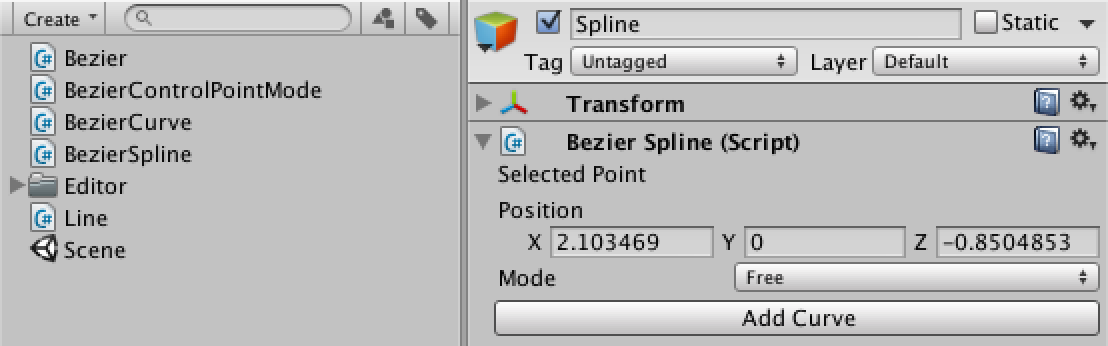 Create
Bezier
BezierControlPointMode
BezierCurve
BezierSpline
Editor
Line
Scene
Spline
Static
Tag Untagged Layer Default
Transform
Bezier Spline (Script)
Selected Point
Position
X 2.103469 Y 0 Z -0.8504853
Mode Free
Add Curve